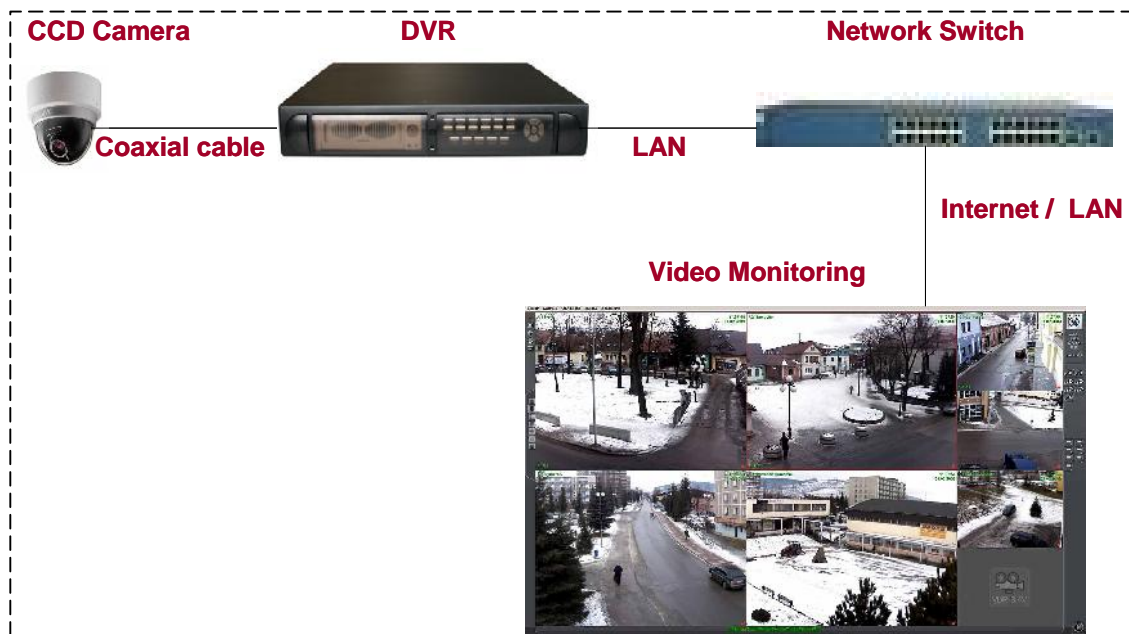 CCD Camera
DVR
Network Switch
Coaxial cable
LAN
Internet / LAN
Video Monitoring